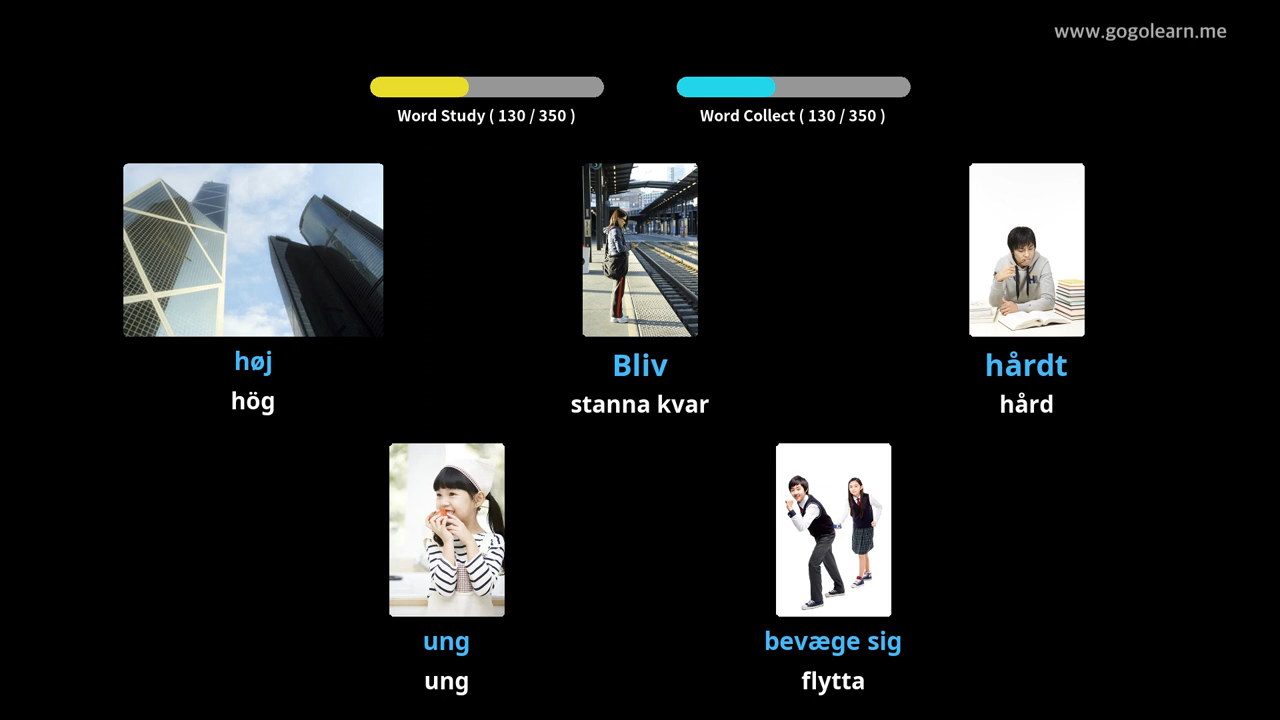 www.gogolearn.me
Word Study ( 130 / 350 )
Word Collect ( 130 / 350 )
høj
hög
Bliv
stanna kvar
hårdt
hård
ung
ung
bevæge sig
flytta